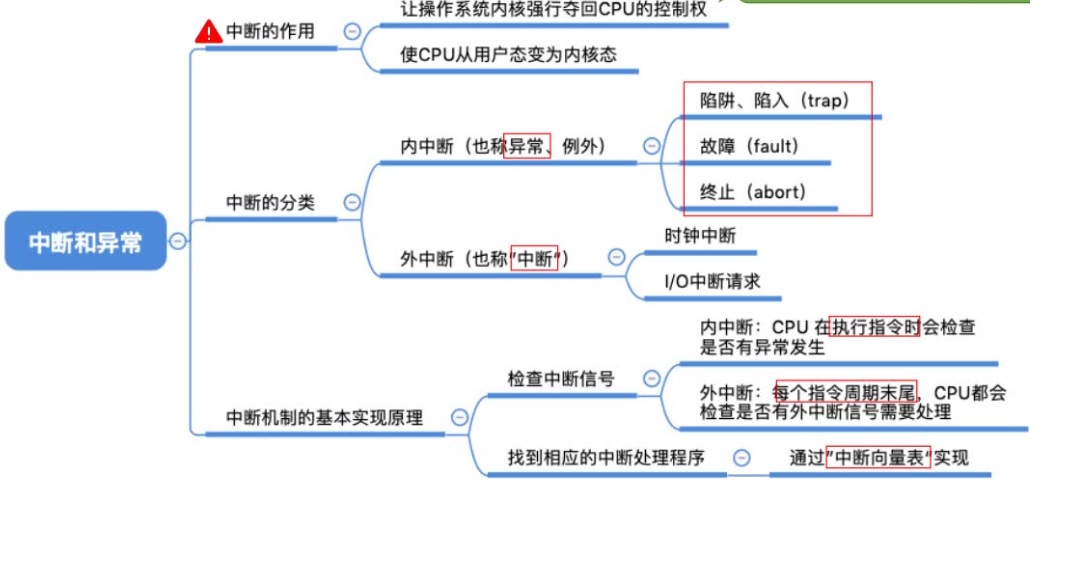 让操作系统内核强行夺回CPU的控制权
中断的作用
使CPU从用户态变为内核态
陷阱、陷入（trap）
内中断（也称异常、例外）
故障（fault）
终止（abort）
中断的分类
时钟中断
外中断（也称"中断"）
I/O中断请求
中断和异常
内中断：CPU 在执行指令时会检查
是否有异常发生
检查中断信号
外中断：每个指令周期末尾，CPU都会
检查是否有外中断信号需要处理
中断机制的基本实现原理
找到相应的中断处理程序
通过"中断向量表"实现